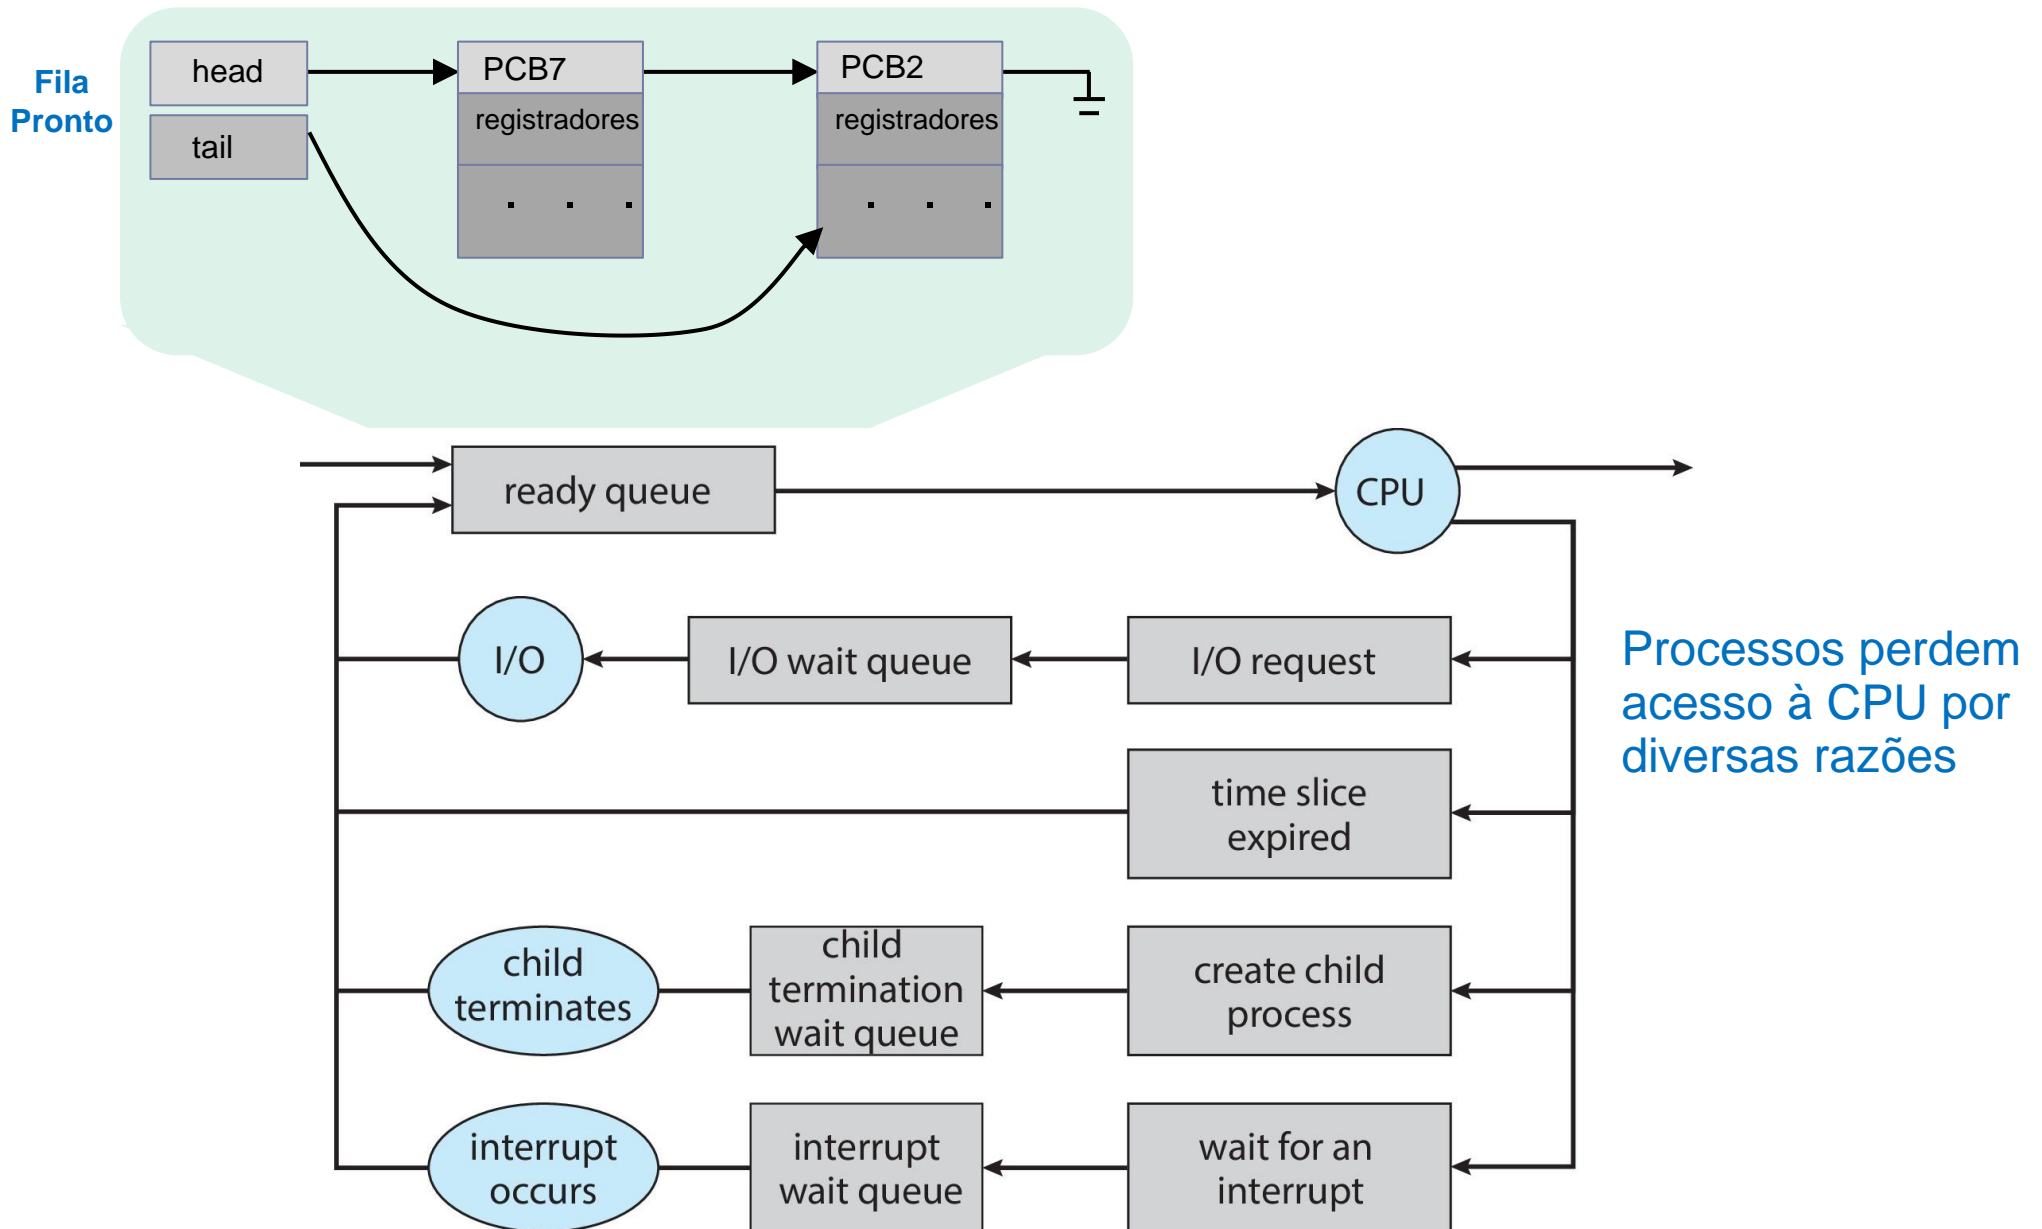 Fila
Pronto
head
tail
PCB7
registradores
. . .
PCB2
registradores
. . .
ready queue
CPU
I/O
I/O wait queue
I/O request
time slice
expired
child
terminates
child
termination
wait queue
create child
process
interrupt
occurs
interrupt
wait queue
wait for an
interrupt
Processos perdem
acesso à CPU por
diversas razões